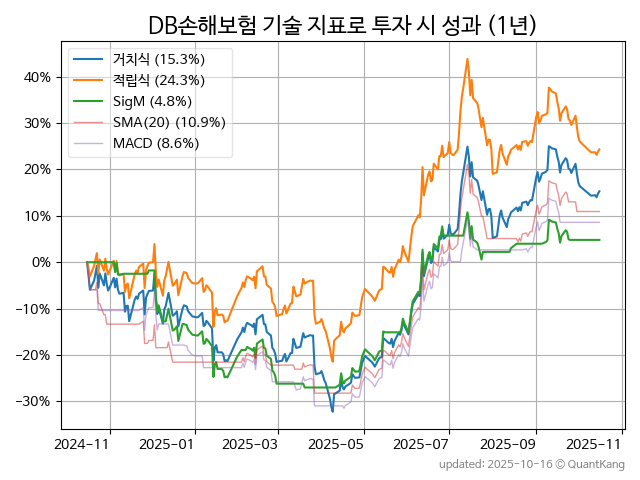 DB손해보험 기술 지표로 투자 시 성과 (1년)
거치식 (15.3%)
적립식 (24.3%)
SigM (4.8%)
SMA(20) (10.9%)
MACD (8.6%)
40%
30%
20%
10%
0%
−10%
−20%
−30%
2024-11
2025-01
2025-03
2025-05
2025-07
2025-09
2025-11
updated: 2025-10-16 © QuantKang